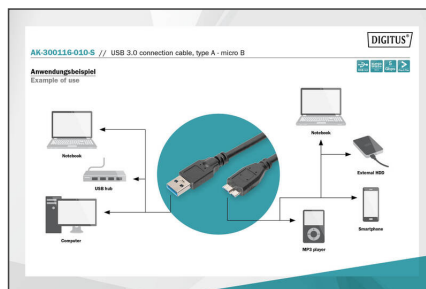 DIGITUS®
AK-300116-010-S // USB 3.0 connection cable, type A - micro B
Anwendungsbeispiel
Example of use
Notebook
USB hub
Computer
Notebook
External HDD
Smartphone
MP3 player